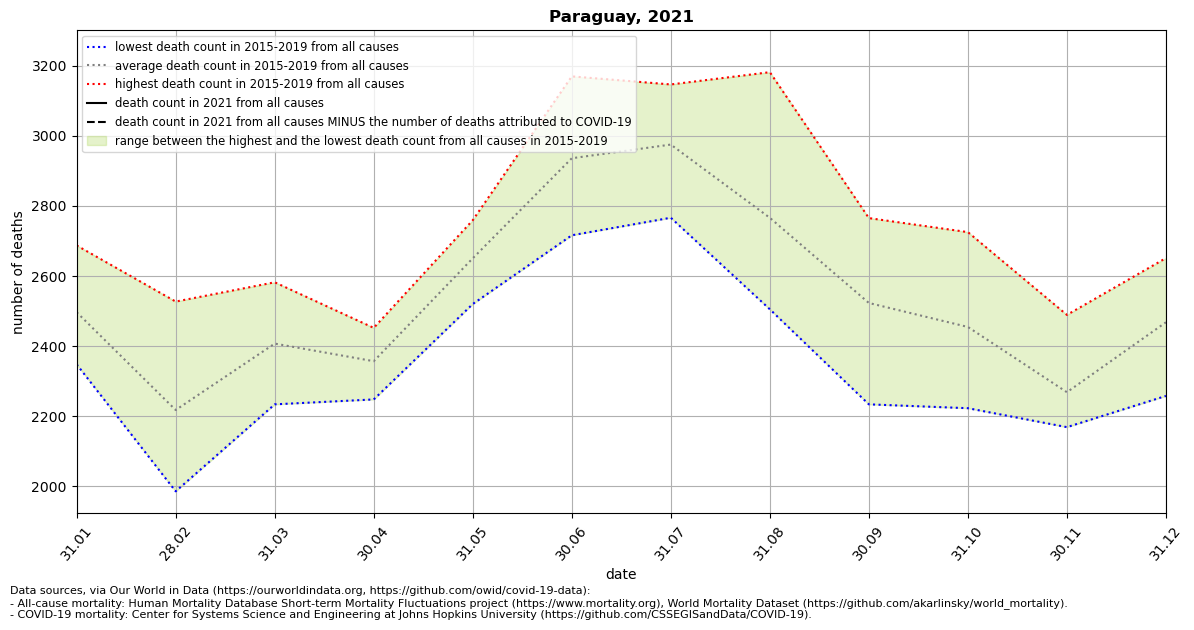 Paraguay, 2021
lowest death count in 2015-2019 from all causes
average death count in 2015-2019 from all causes
highest death count in 2015-2019 from all causes
death count in 2021 from all causes
death count in 2021 from all causes MINUS the number of deaths attributed to COVID-19
range between the highest and the lowest death count from all causes in 2015-2019
number of deaths
3200
3000
2800
2600
2400
2200
2000
31.01
28.02
31.03
30.04
31.05
30.06
31.07
31.08
30.09
31.10
30.11
31.12
date
Data sources, via Our World in Data (https://ourworldindata.org, https://github.com/owid/covid-19-data):
- All-cause mortality: Human Mortality Database Short-term Mortality Fluctuations project (https://www.mortality.org), World Mortality Dataset (https://github.com/akarlinsky/world_mortality).
- COVID-19 mortality: Center for Systems Science and Engineering at Johns Hopkins University (https://github.com/CSSEGISandData/COVID-19).